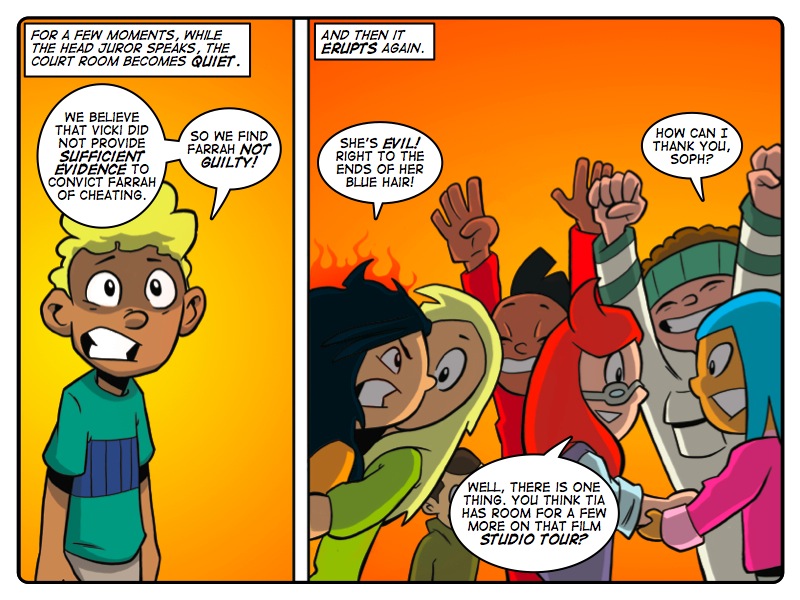 FOR A FEW MOMENTS, WHILE
THE HEAD JUROR SPEAKS, THE
COURT ROOM BECOMES QUIET.
WE BELIEVE
THAT VICKI DID
NOT PROVIDE
SUFFICIENT
EVIDENCE TO
CONVICT FARRAH
OF CHEATING.
SO WE FIND
FARRAH NOT
GUILTY!
AND THEN IT
ERUPTS AGAIN.
SHE'S EVIL!
RIGHT TO THE
ENDS OF HER
BLUE HAIR!
HOW CAN I
THANK YOU,
SOPH?
WELL, THERE IS ONE
THING. YOU THINK TIA
HAS ROOM FOR A FEW
MORE ON THAT FILM
STUDIO TOUR?